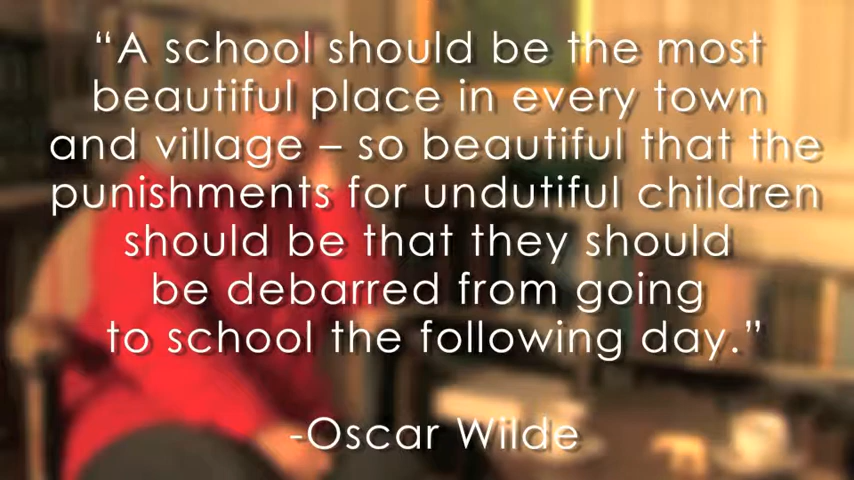 “A school should be the most
beautiful place in every town
and village – so beautiful that the
punishments for undutiful children
should be that they should
be debarred from going
to school the following day.”
-Oscar Wilde